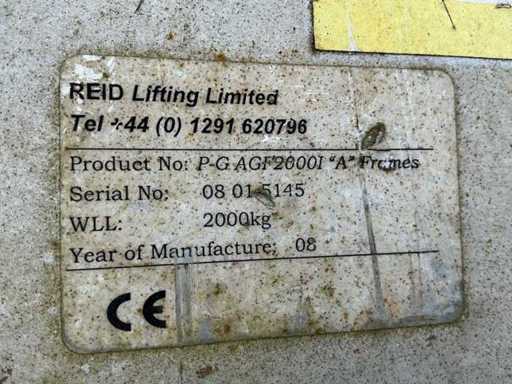 REID Lifting Limited
Tel +44 (0) 1291 620796
Product No: P-G AGF2000I "A" Frames
Serial No: 08 01 5145
WLL: 2000kg
Year of Manufacture: 08
CE